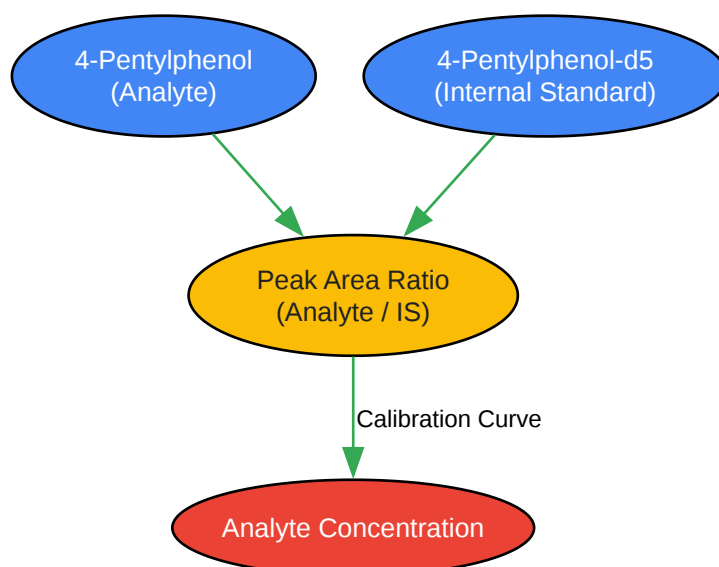 4-Pentylphenol
(Analyte)
4-Pentylphenol-d5
(Internal Standard)
Peak Area Ratio
(Analyte / IS)
Calibration Curve
Analyte Concentration